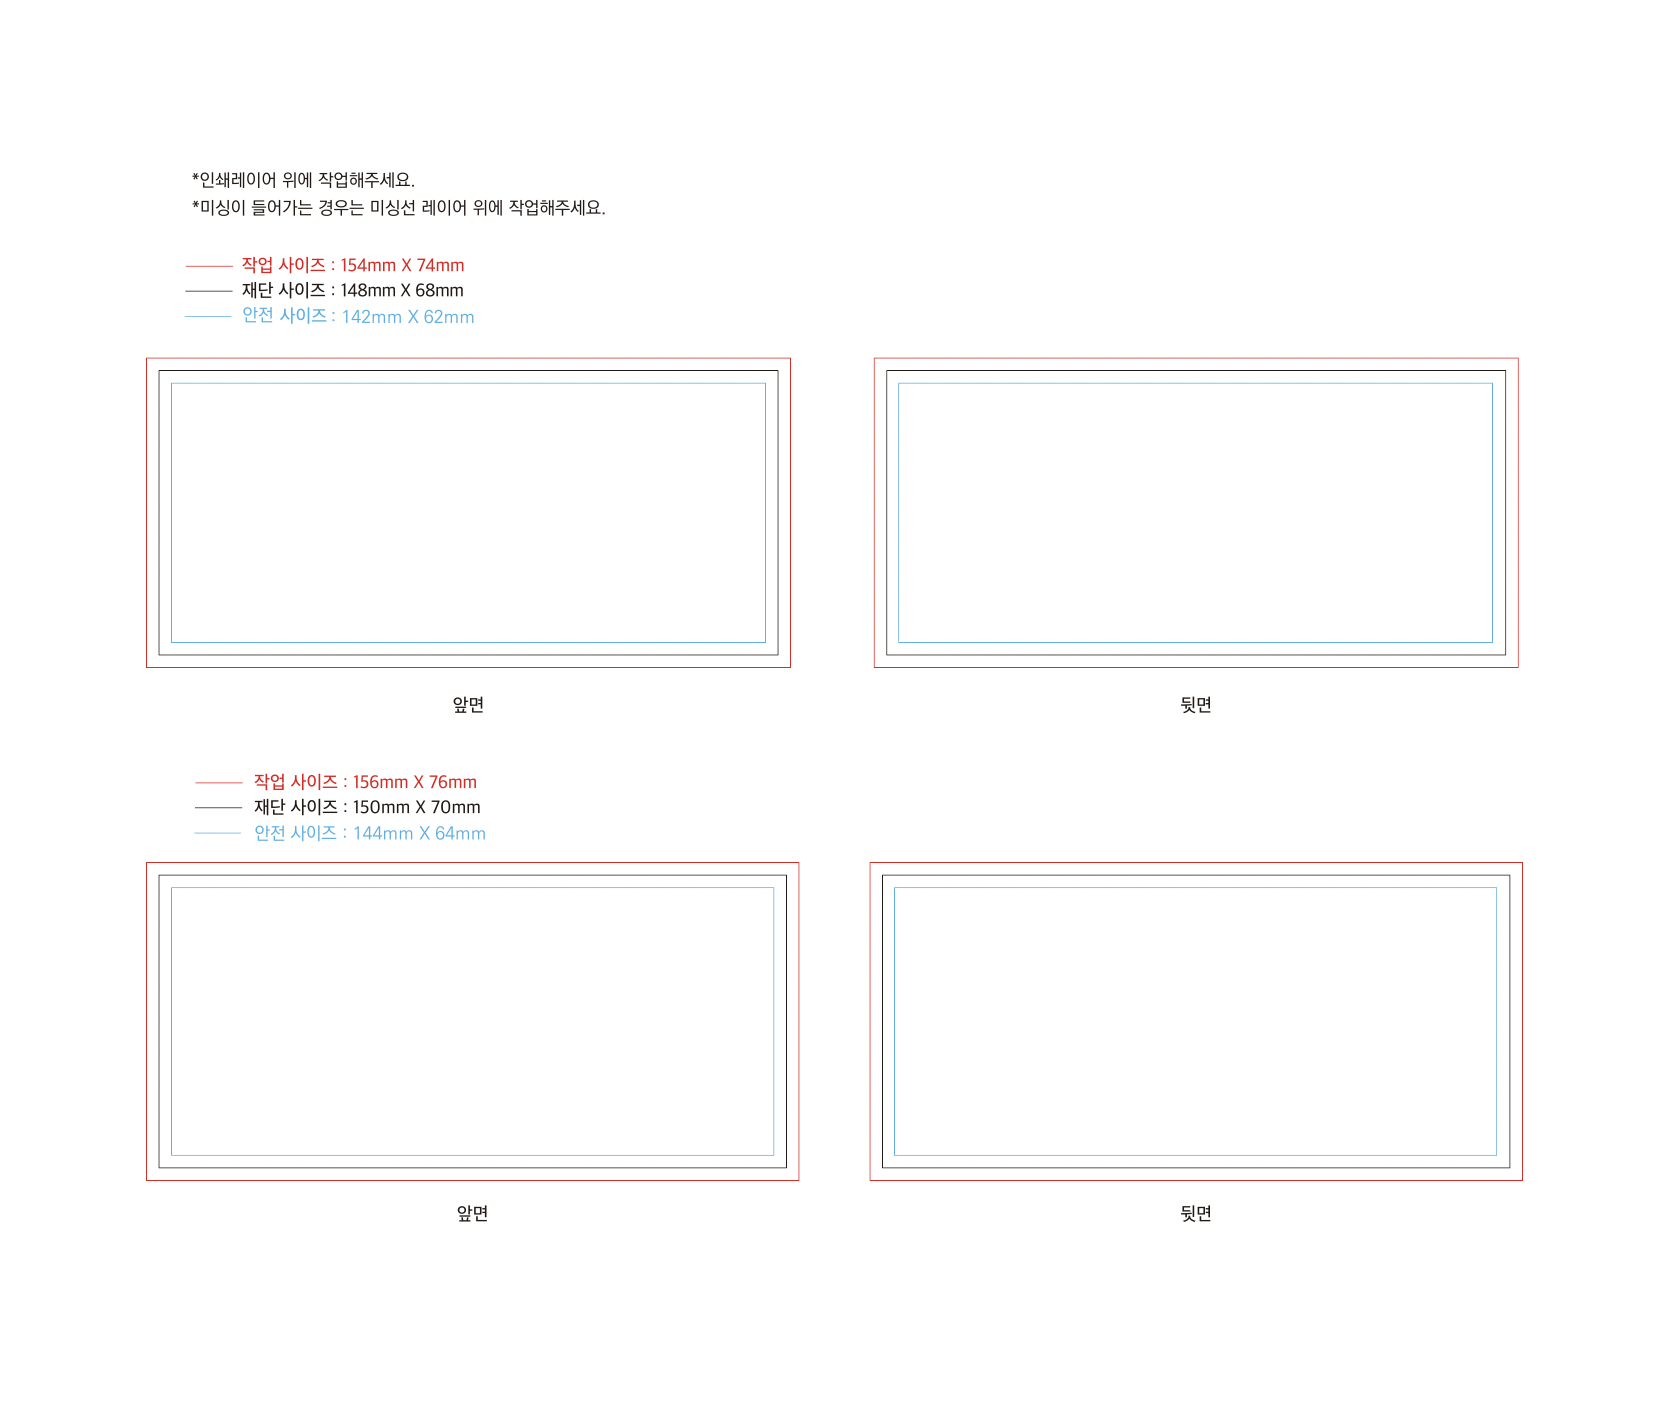 *인쇄레이어 위에 작업해주세요.
*미싱이 들어가는 경우는 미싱선 레이어 위에 작업해주세요.
작업 사이즈 : 154mm X 74mm
재단 사이즈 : 148mm X 68mm
안전 사이즈 : 142mm X 62mm
앞면
뒷면
작업 사이즈 : 156mm X 76mm
재단 사이즈 : 150mm X 70mm
안전 사이즈 : 144mm X 64mm
앞면
뒷면